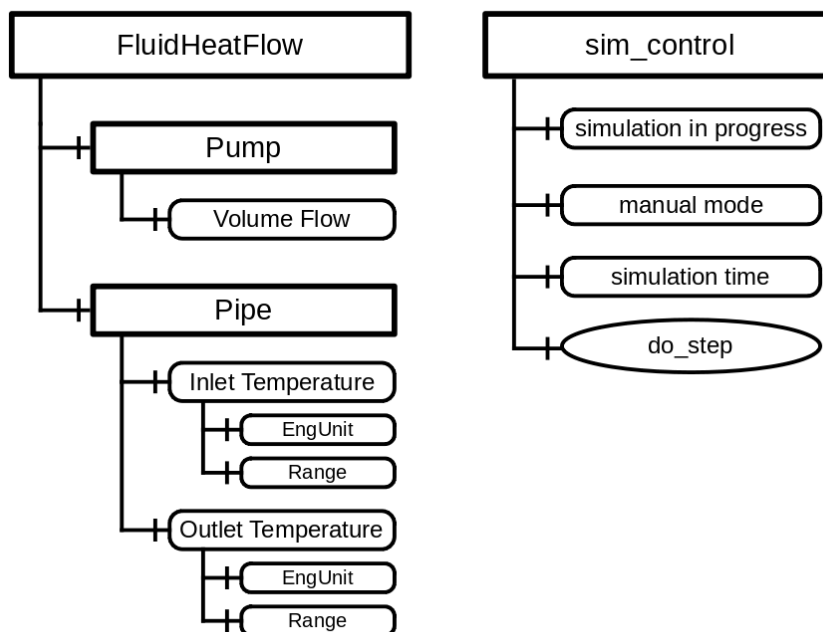 FluidHeatFlow
Pump
Volume Flow
Pipe
Inlet Temperature
EngUnit
Range
Outlet Temperature
EngUnit
Range
sim_control
simulation in progress
manual mode
simulation time
do_step